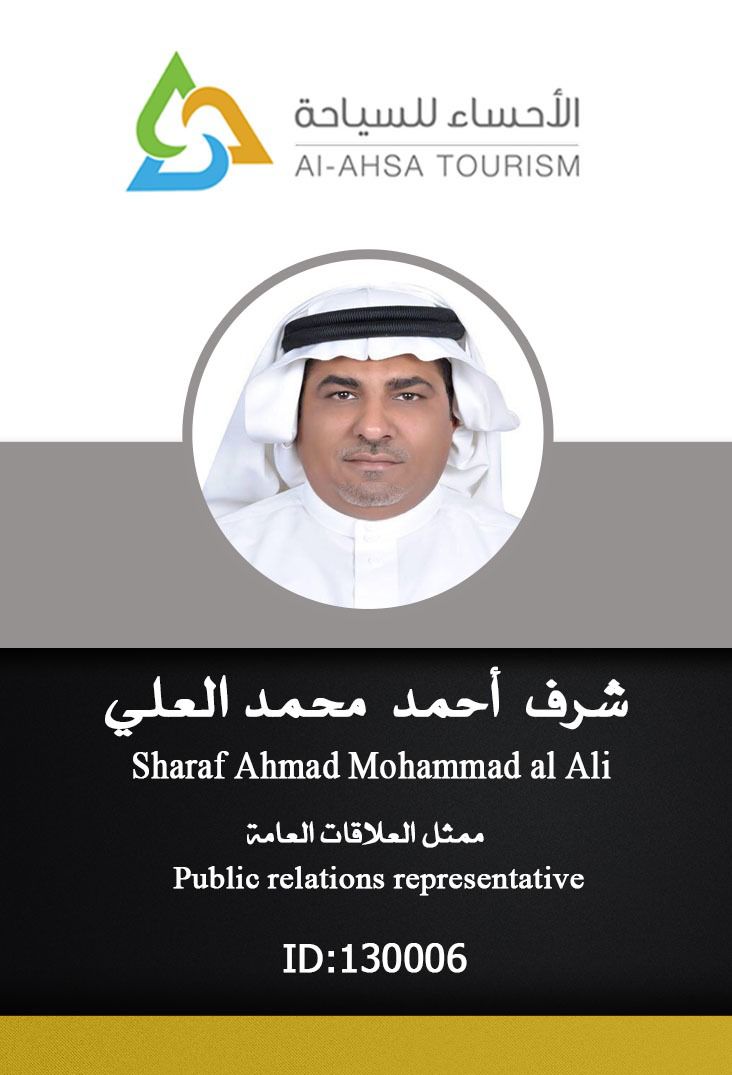 الأحساء للسياحة
Al-AHSA TOURISM
شرف أحمد محمد العلي
Sharaf Ahmad Mohammad al Ali
ممثل العلاقات العامة
Public relations representative
ID:130006